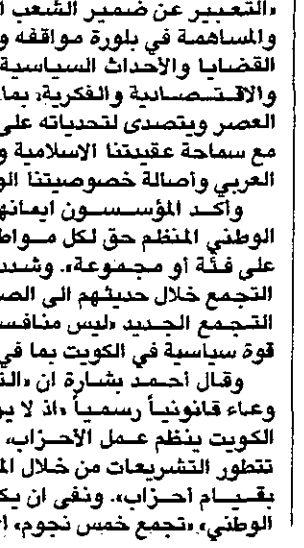 «التعبير عن ضمير الشعب ا
والمساهمة في بلورة مواقفه و
القضايا والأحداث السياسية
والاقتصادية والفكرية، بما
العصر ويتصدى لتحدياته على
مع سماحة عقيدتنا الاسلامية و
العربي وأصالة خصوصيتنا الو
وأكد المؤسسون ايمانه
الوطني المنظم حق لكل مواط
على فئة أو مجموعة». وشدد
التجمع خلال حديثهم الى الص
التجمع الجديد «ليس منافس
قوة سياسية في الكويت بما في
وقال أحمد بشارة ان «الت
وعاء قانونياً رسمياً «اذ لا يو
الكويت ينظم عمل الأحزاب،
تتطور التشريعات من خلال الم
بقيام أحزاب». ونفى ان يك
الوطني» «تجمع خمس نجوم»